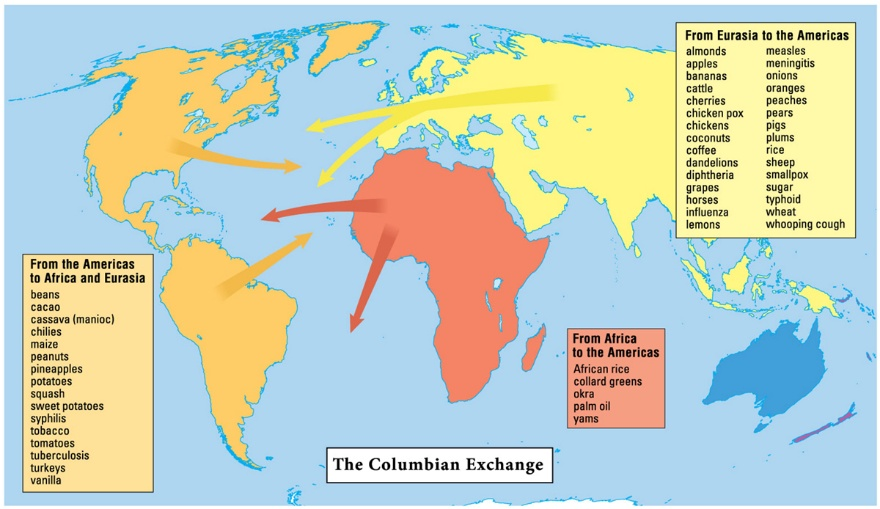 From Eurasia to the Americas
almonds
apples
bananas
cattle
cherries
chicken pox
chickens
coconuts
coffee
dandelions
diphtheria
grapes
horses
influenza
lemons
measles
meningitis
onions
oranges
peaches
pears
pigs
plums
rice
sheep
smallpox
sugar
typhoid
wheat
whooping cough
From the Americas
to Africa and Eurasia
beans
cacao
cassava (manioc)
chilies
maize
peanuts
pineapples
potatoes
squash
sweet potatoes
syphilis
tobacco
tomatoes
tuberculosis
turkeys
vanilla
From Africa
to the Americas
African rice
collard greens
okra
palm oil
yams
The Columbian Exchange